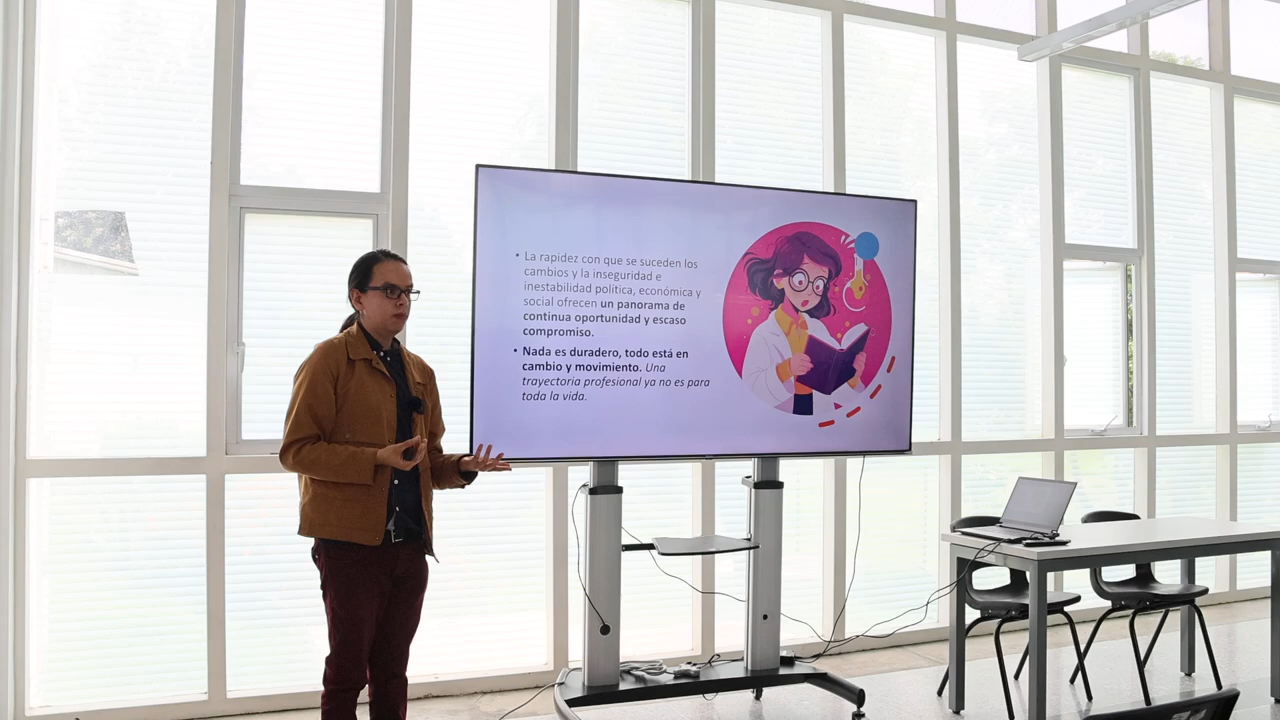 • La rapidez con que se suceden los
cambios y la inseguridad e
inestabilidad política, económica y
social ofrecen un panorama de
continua oportunidad y escaso
compromiso.
• Nada es duradero, todo está en
cambio y movimiento. Una
trayectoria profesional ya no es para
toda la vida.